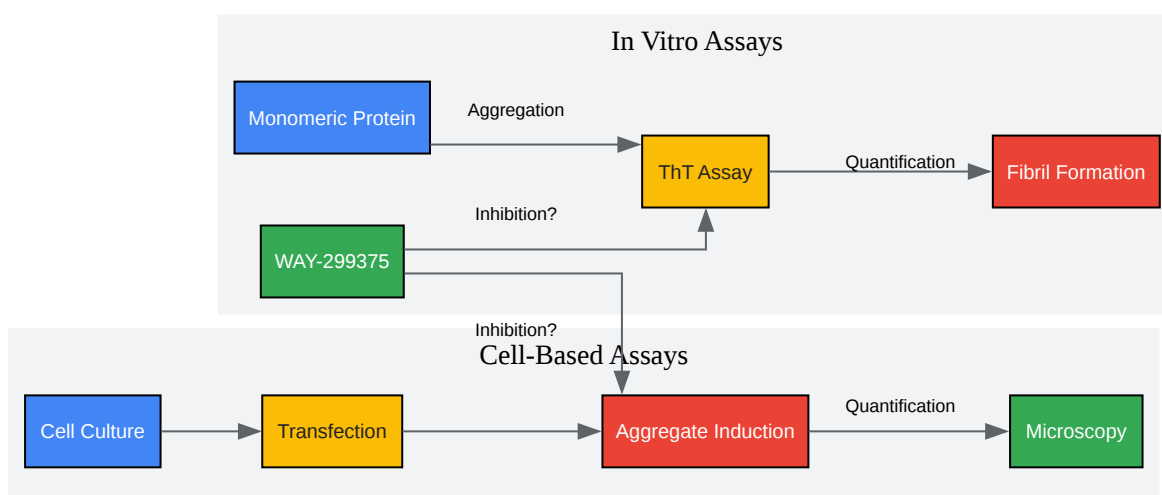 In Vitro Assays
Monomeric Protein
Aggregation
ThT Assay
Quantification
Fibril Formation
Inhibition?
WAY-299375
Inhibition?
Cell-Based Assays
Cell Culture
Transfection
Aggregate Induction
Quantification
Microscopy